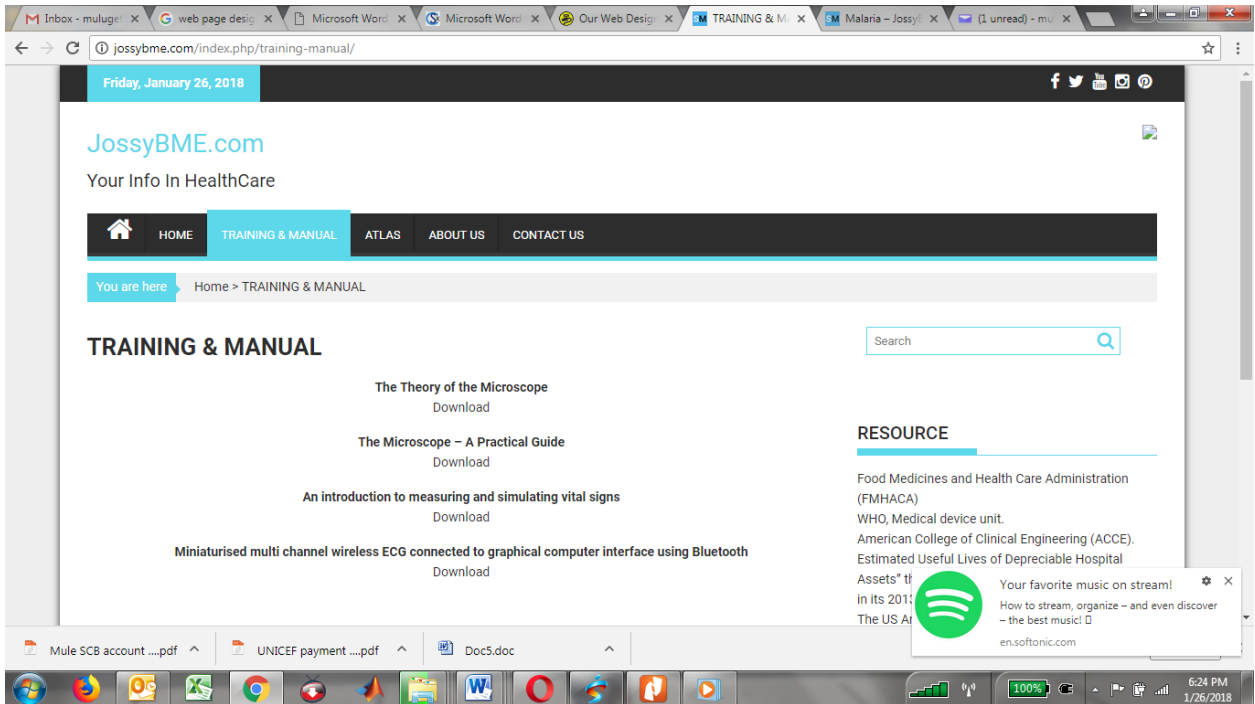 Inbox - muluget
web page desig
Microsoft Word
Microsoft Word
Our Web Design
TRAINING & MA
Malaria – JossyB
(1 unread) - mu
jossybme.com/index.php/training-manual/
Friday, January 26, 2018
JossyBME.com
Your Info In HealthCare
HOME TRAINING & MANUAL ATLAS ABOUT US CONTACT US
You are here Home > TRAINING & MANUAL
TRAINING & MANUAL
Search
The Theory of the Microscope
Download
The Microscope – A Practical Guide
Download
An introduction to measuring and simulating vital signs
Download
Miniaturised multi channel wireless ECG connected to graphical computer interface using Bluetooth
Download
RESOURCE
Food Medicines and Health Care Administration
(FMHACA)
WHO, Medical device unit.
American College of Clinical Engineering (ACCE).
Estimated Useful Lives of Depreciable Hospital
Assets" th
in its 2013
The US Ar
Your favorite music on stream!
How to stream, organize – and even discover
– the best music!
en.softonic.com
Mule SCB account ....pdf
UNICEF payment ....pdf
Doc5.doc
100%
6:24 PM
1/26/2018